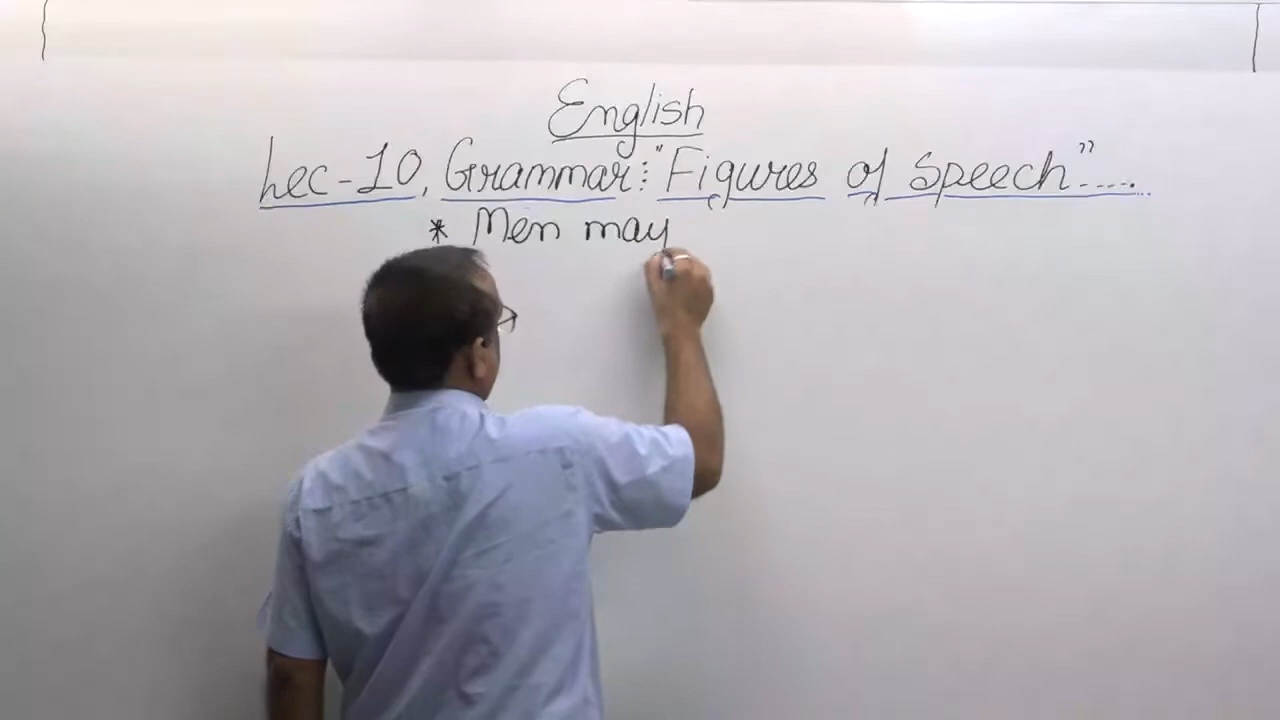 English
Lec-10, Grammar: "Figures of Speech"....
* Men may